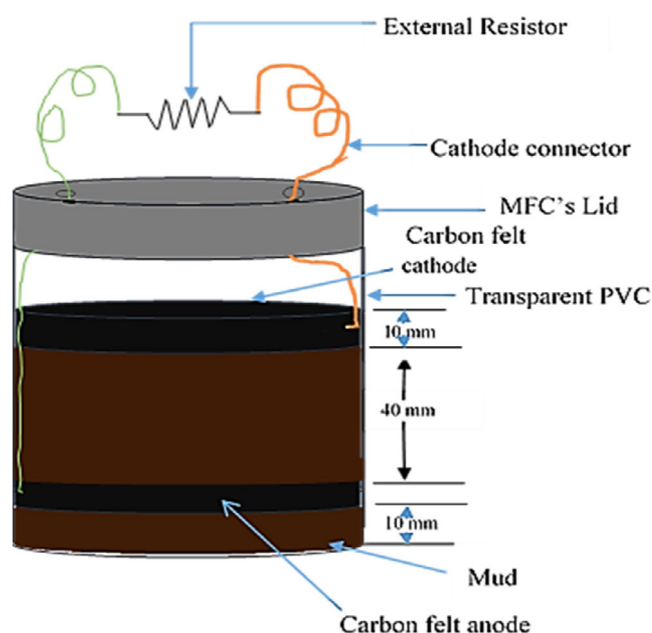 External Resistor
Cathode connector
MFC's Lid
Carbon felt
cathode
Transparent PVC
10 mm
40 mm
10 mm
Mud
Carbon felt anode